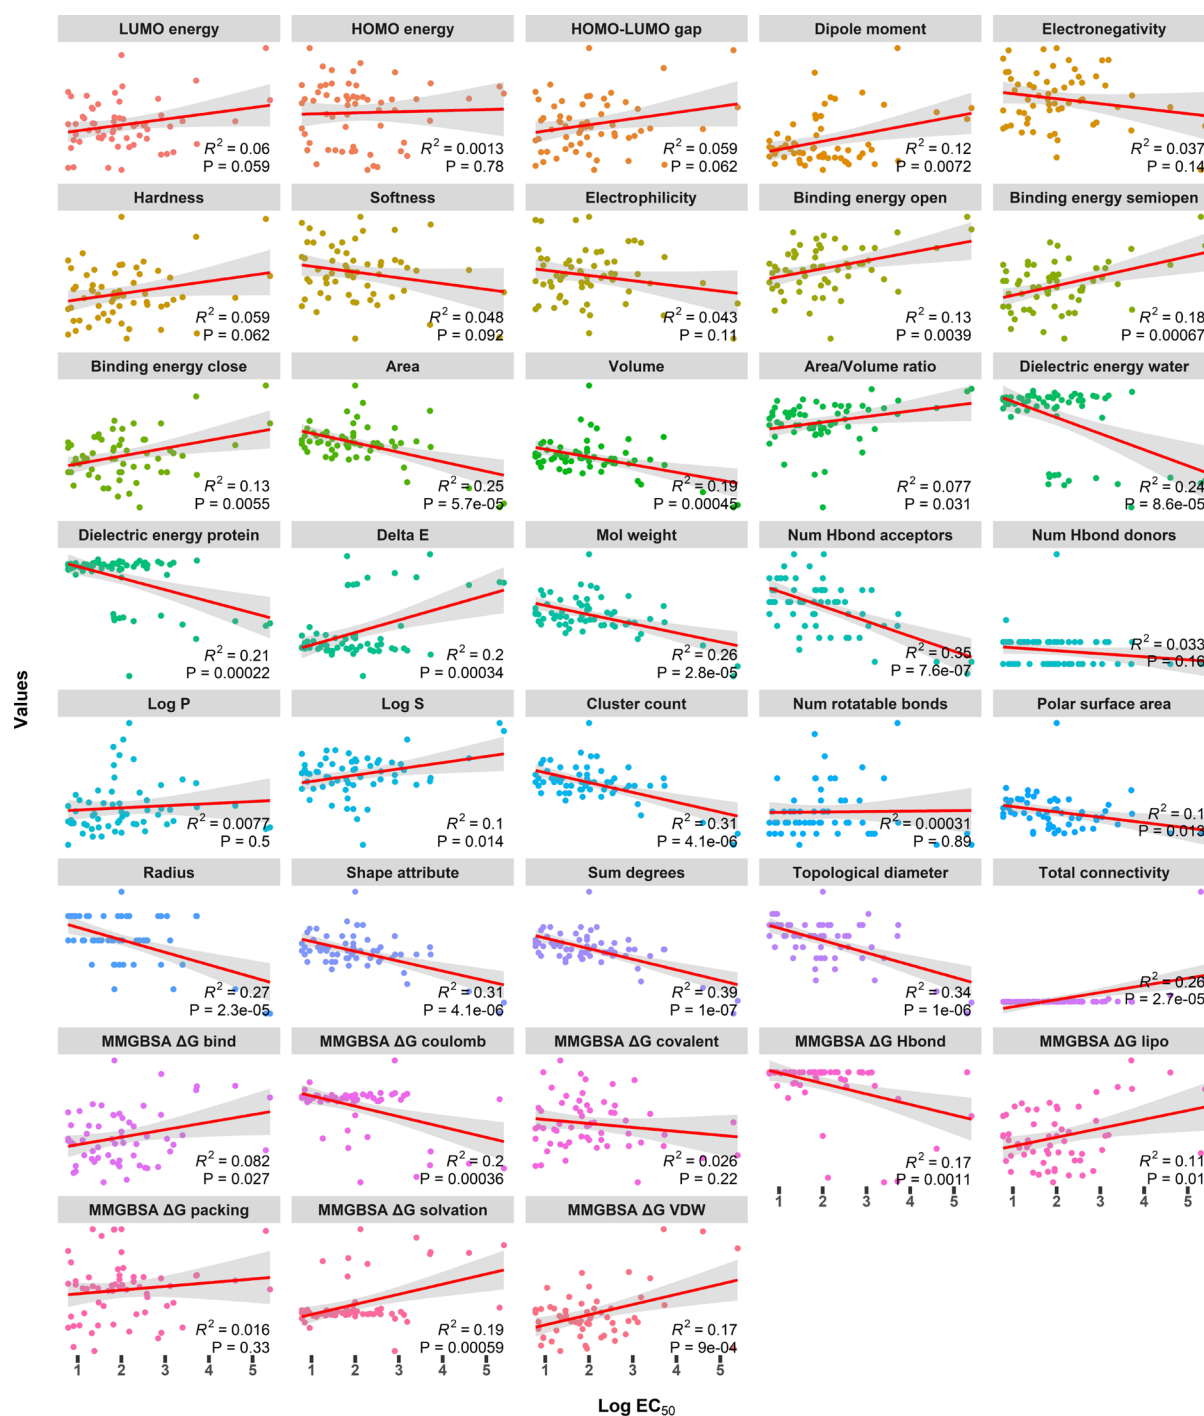 LUMO energy
HOMO energy
HOMO-LUMO gap
Dipole moment
Electronegativity
R² = 0.06
P = 0.059
R² = 0.0013
P = 0.78
R² = 0.059
P = 0.062
R² = 0.12
P = 0.0072
R² = 0.037
P = 0.14
Hardness
Softness
Electrophilicity
Binding energy open
Binding energy semiopen
R² = 0.059
P = 0.062
R² = 0.048
P = 0.092
R² = 0.043
P = 0.11
R² = 0.13
P = 0.0039
R² = 0.18
P = 0.00067
Binding energy close
Area
Volume
Area/Volume ratio
Dielectric energy water
R² = 0.13
P = 0.0055
R² = 0.25
P = 5.7e-05
R² = 0.19
P = 0.00045
R² = 0.077
P = 0.031
R² = 0.24
P = 8.6e-05
Dielectric energy protein
Delta E
Mol weight
Num Hbond acceptors
Num Hbond donors
R² = 0.21
P = 0.00022
R² = 0.2
P = 0.00034
R² = 0.26
P = 2.8e-05
R² = 0.35
P = 7.6e-07
R² = 0.033
P = 0.16
Values
Log P
Log S
Cluster count
Num rotatable bonds
Polar surface area
R² = 0.0077
P = 0.5
R² = 0.1
P = 0.014
R² = 0.31
P = 4.1e-06
R² = 0.00031
P = 0.89
R² = 0.1
P = 0.013
Radius
Shape attribute
Sum degrees
Topological diameter
Total connectivity
R² = 0.27
P = 2.3e-05
R² = 0.31
P = 4.1e-06
R² = 0.39
P = 1e-07
R² = 0.34
P = 1e-06
R² = 0.26
P = 2.7e-05
MMGBSA ΔG bind
MMGBSA ΔG coulomb
MMGBSA ΔG covalent
MMGBSA ΔG Hbond
MMGBSA ΔG lipo
R² = 0.082
P = 0.027
R² = 0.2
P = 0.00036
R² = 0.026
P = 0.22
R² = 0.17
P = 0.0011
R² = 0.11
P = 0.01
1 2 3 4 5
1 2 3 4 5
MMGBSA ΔG packing
MMGBSA ΔG solvation
MMGBSA ΔG VDW
R² = 0.016
P = 0.33
R² = 0.19
P = 0.00059
R² = 0.17
P = 9e-04
1 2 3 4 5
1 2 3 4 5
1 2 3 4 5
Log EC₅₀